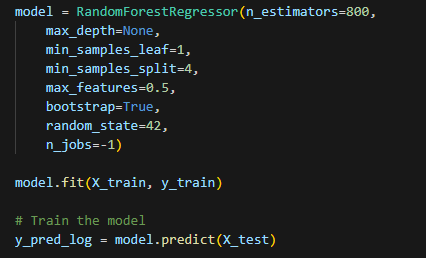 model = RandomForestRegressor(n_estimators=800,
    max_depth=None,
    min_samples_leaf=1,
    min_samples_split=4,
    max_features=0.5,
    bootstrap=True,
    random_state=42,
    n_jobs=-1)

model.fit(X_train, y_train)

# Train the model
y_pred_log = model.predict(X_test)